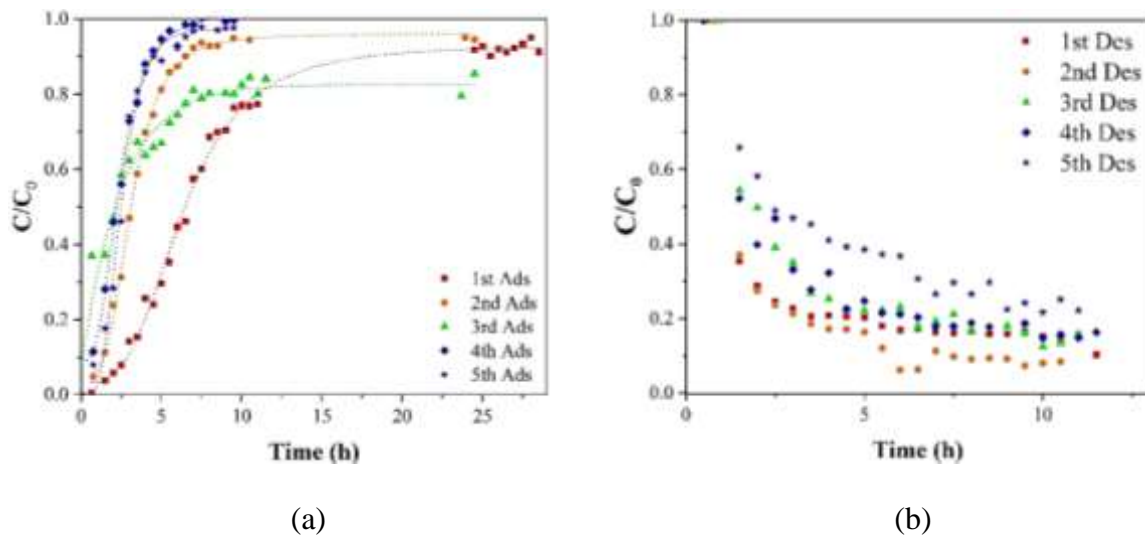 1.0
0.8
0.6
0.4
0.2
0.0
C/C0
0 5 10 15 20 25
Time (h)
1st Ads
2nd Ads
3rd Ads
4th Ads
5th Ads
(a)
1.0
0.8
0.6
0.4
0.2
0.0
C/C0
0 5 10
Time (h)
1st Des
2nd Des
3rd Des
4th Des
5th Des
(b)